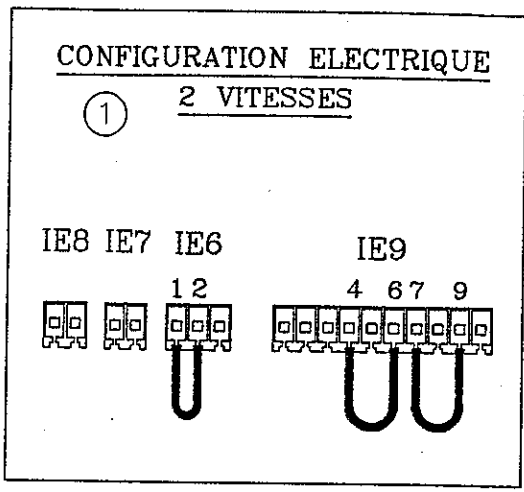 CONFIGURATION ELECTRIQUE
2 VITESSES
1
IE8 IE7 IE6 IE9
1 2 4 6 7 9